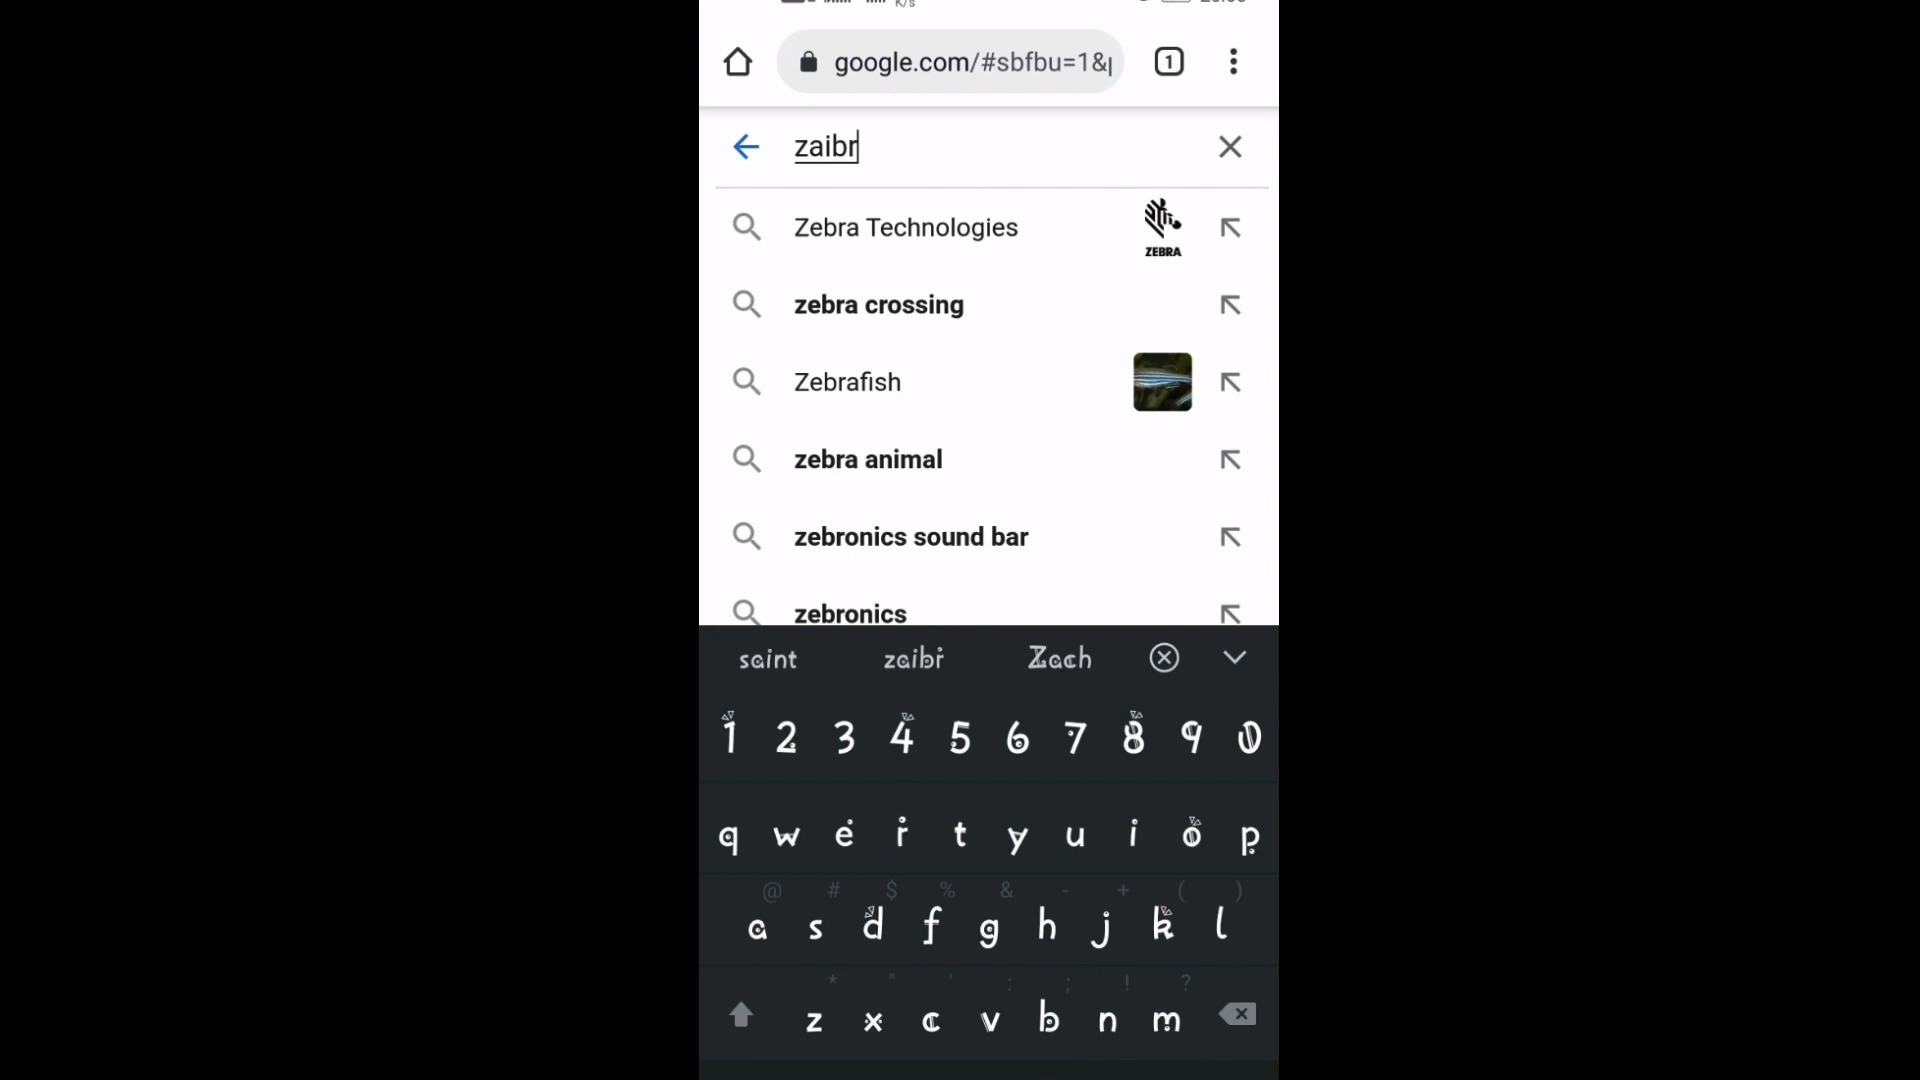 K/s
google.com/#sbfbu=1&
1
zaibr
Zebra Technologies
ZEBRA
zebra crossing
Zebrafish
zebra animal
zebronics sound bar
zebronics
saint zaibr Zach
1 2 3 4 5 6 7 8 9 0
q w e r t y u i o p
@ # $ % & - + ( )
a s d f g h j k l
* " ' : ; ! ?
z x c v b n m